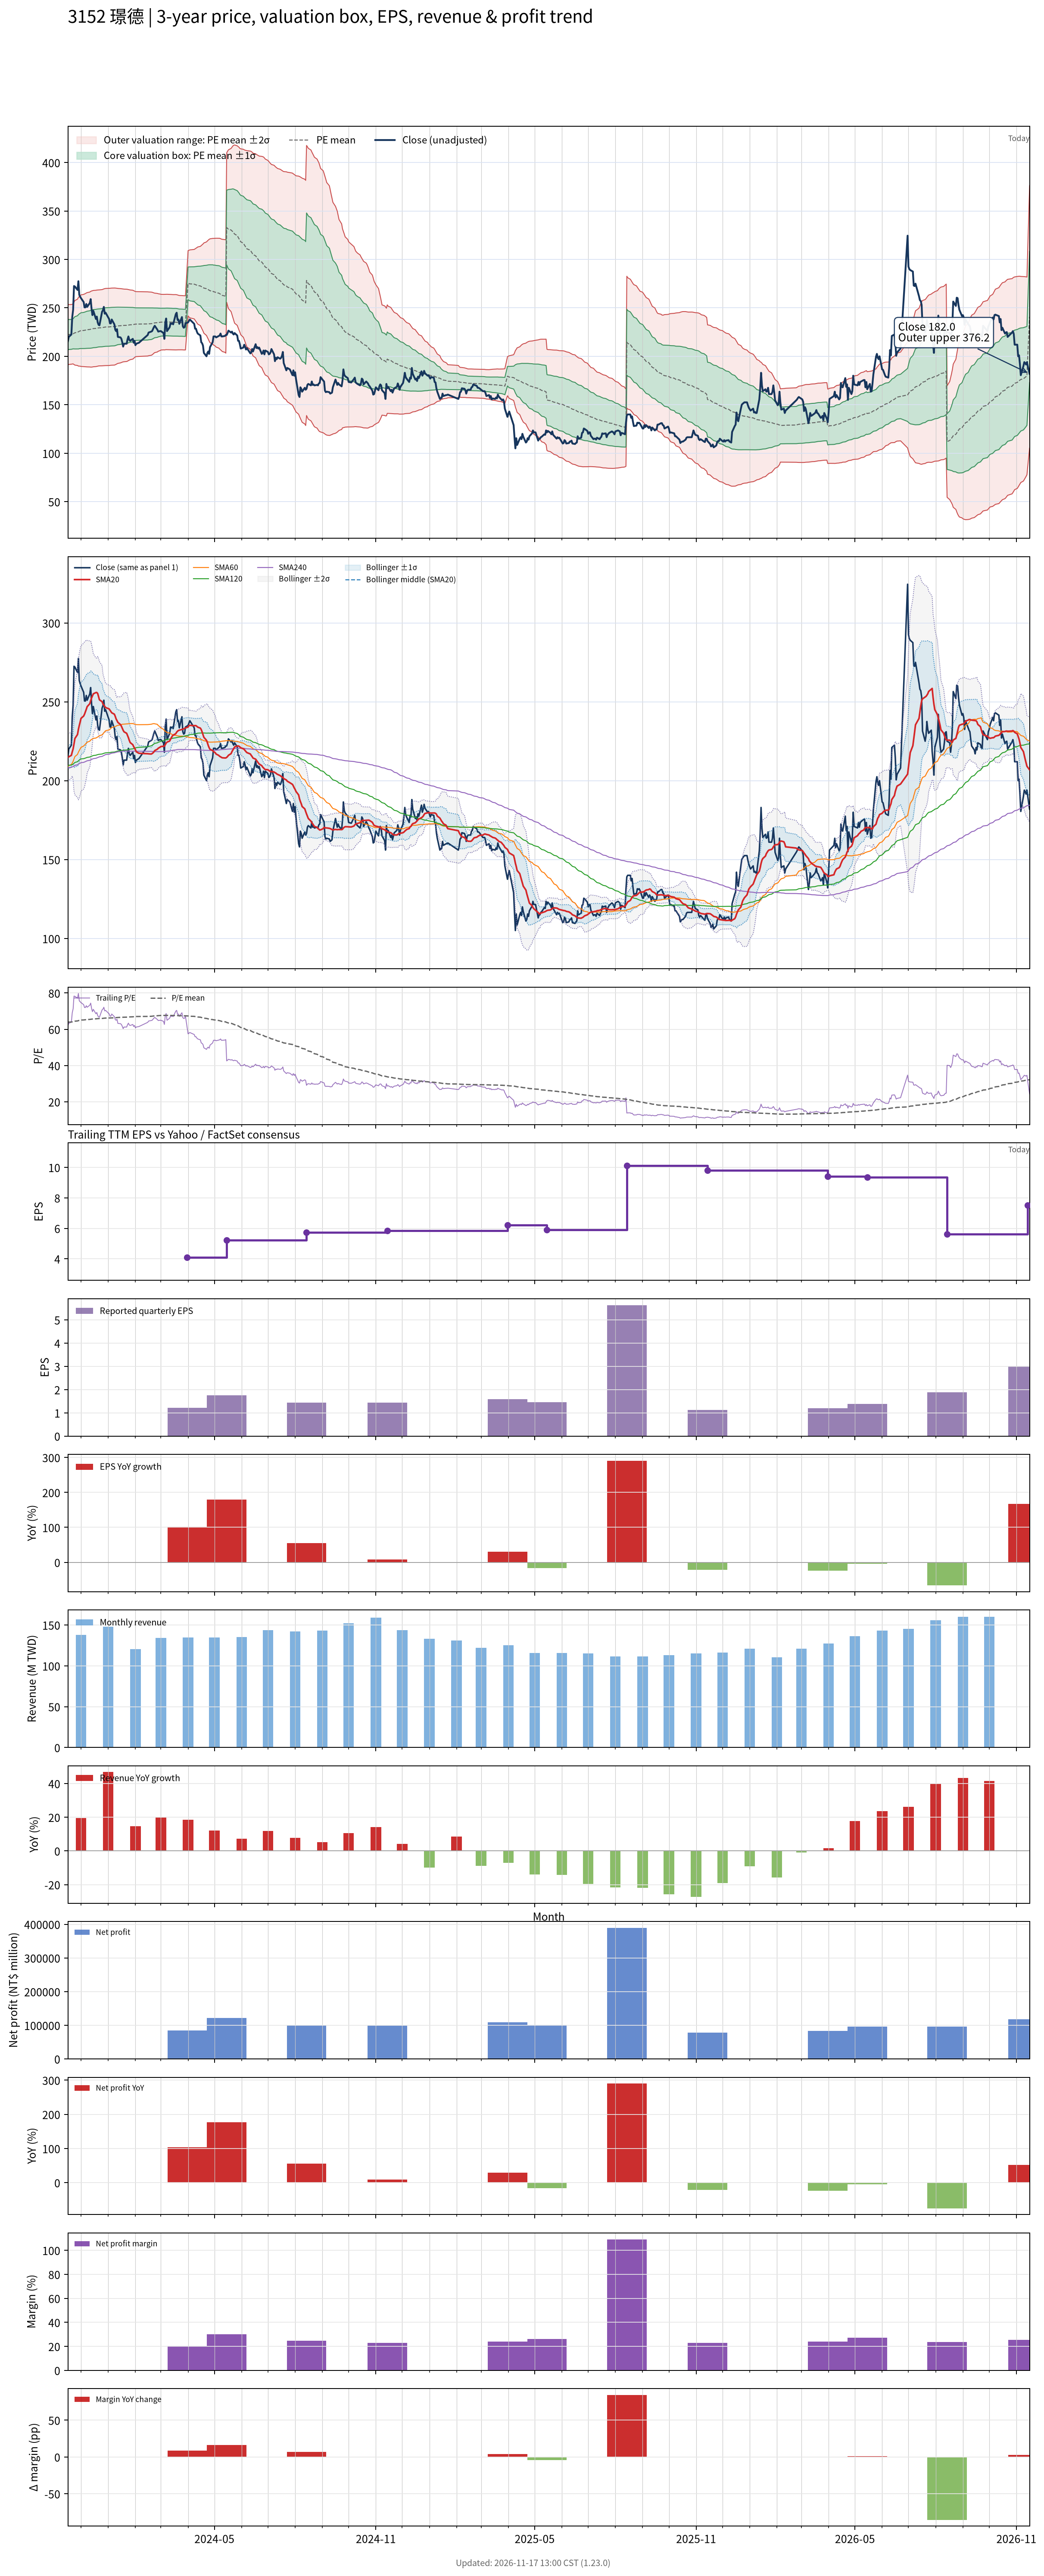 3152 璟德 | 3-year price, valuation box, EPS, revenue & profit trend
Outer valuation range: PE mean ±2σ
PE mean
Close (unadjusted)
Core valuation box: PE mean ±1σ
Today
400
350
300
250
200
150
100
50
Price (TWD)
Close 182.0
Outer upper 376.2
Close (same as panel 1)
SMA60
SMA240
Bollinger ±1σ
SMA20
SMA120
Bollinger ±2σ
Bollinger middle (SMA20)
300
250
200
150
100
Price
Trailing P/E
P/E mean
80
60
40
20
P/E
Trailing TTM EPS vs Yahoo / FactSet consensus
Today
10
8
6
4
EPS
Reported quarterly EPS
5
4
3
2
1
0
EPS
EPS YoY growth
300
200
100
0
YoY (%)
Monthly revenue
150
100
50
0
Revenue (M TWD)
Revenue YoY growth
40
20
0
-20
YoY (%)
Month
Net profit
400000
300000
200000
100000
0
Net profit (NT$ million)
Net profit YoY
300
200
100
0
YoY (%)
Net profit margin
100
80
60
40
20
0
Margin (%)
Margin YoY change
50
0
-50
Δ margin (pp)
2024-05
2024-11
2025-05
2025-11
2026-05
2026-11
Updated: 2026-11-17 13:00 CST (1.23.0)